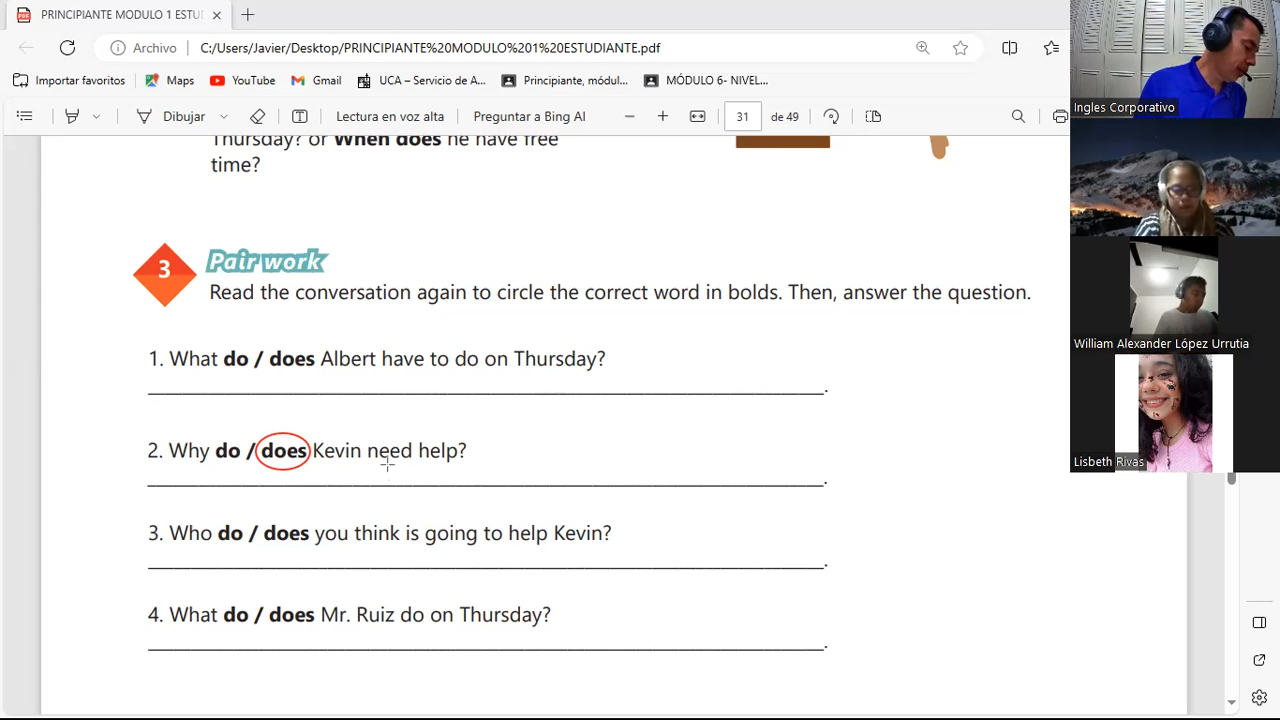 PRINCIPIANTE MODULO 1 ESTU
Archivo C:/Users/Javier/Desktop/PRINCIPIANTE%20MODULO%201%20ESTUDIANTE.pdf
Importar favoritos Maps YouTube Gmail UCA – Servicio de A... Principiante, módul... MÓDULO 6- NIVEL...
Dibujar Lectura en voz alta Preguntar a Bing AI 31 de 49
Thursday? or When does he have free
time?
3 Pair work
Read the conversation again to circle the correct word in bolds. Then, answer the question.
1. What do / does Albert have to do on Thursday?
2. Why do / does Kevin need help?
3. Who do / does you think is going to help Kevin?
4. What do / does Mr. Ruiz do on Thursday?
Ingles Corporativo
William Alexander López Urrutia
Lisbeth Rivas